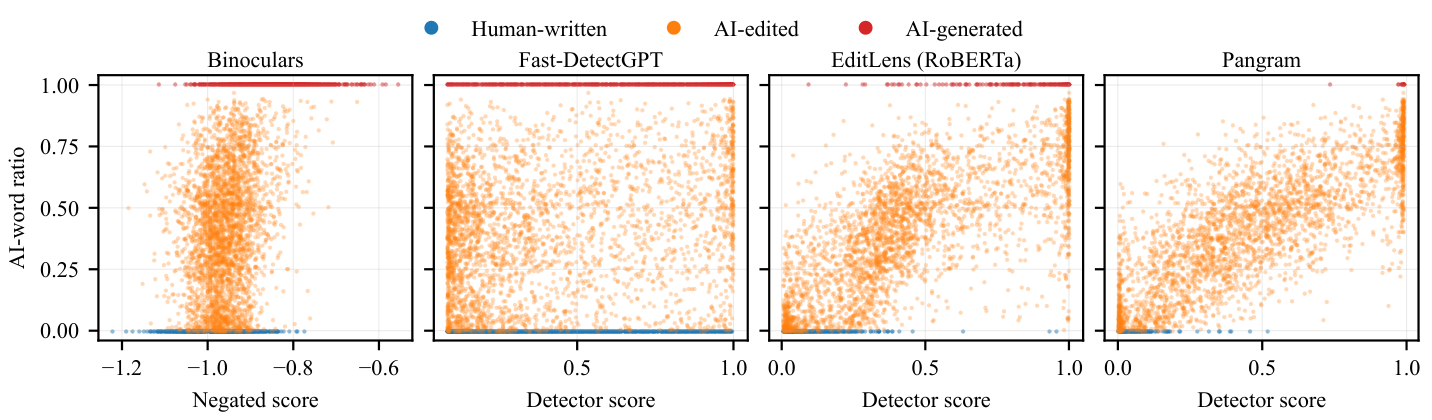 Human-written AI-edited AI-generated
Binoculars Fast-DetectGPT EditLens (RoBERTa) Pangram
AI-word ratio
1.00
0.75
0.50
0.25
0.00
−1.2 −1.0 −0.8 −0.6 0.5 1.0 0.0 0.5 1.0 0.0 0.5 1.0
Negated score Detector score Detector score Detector score